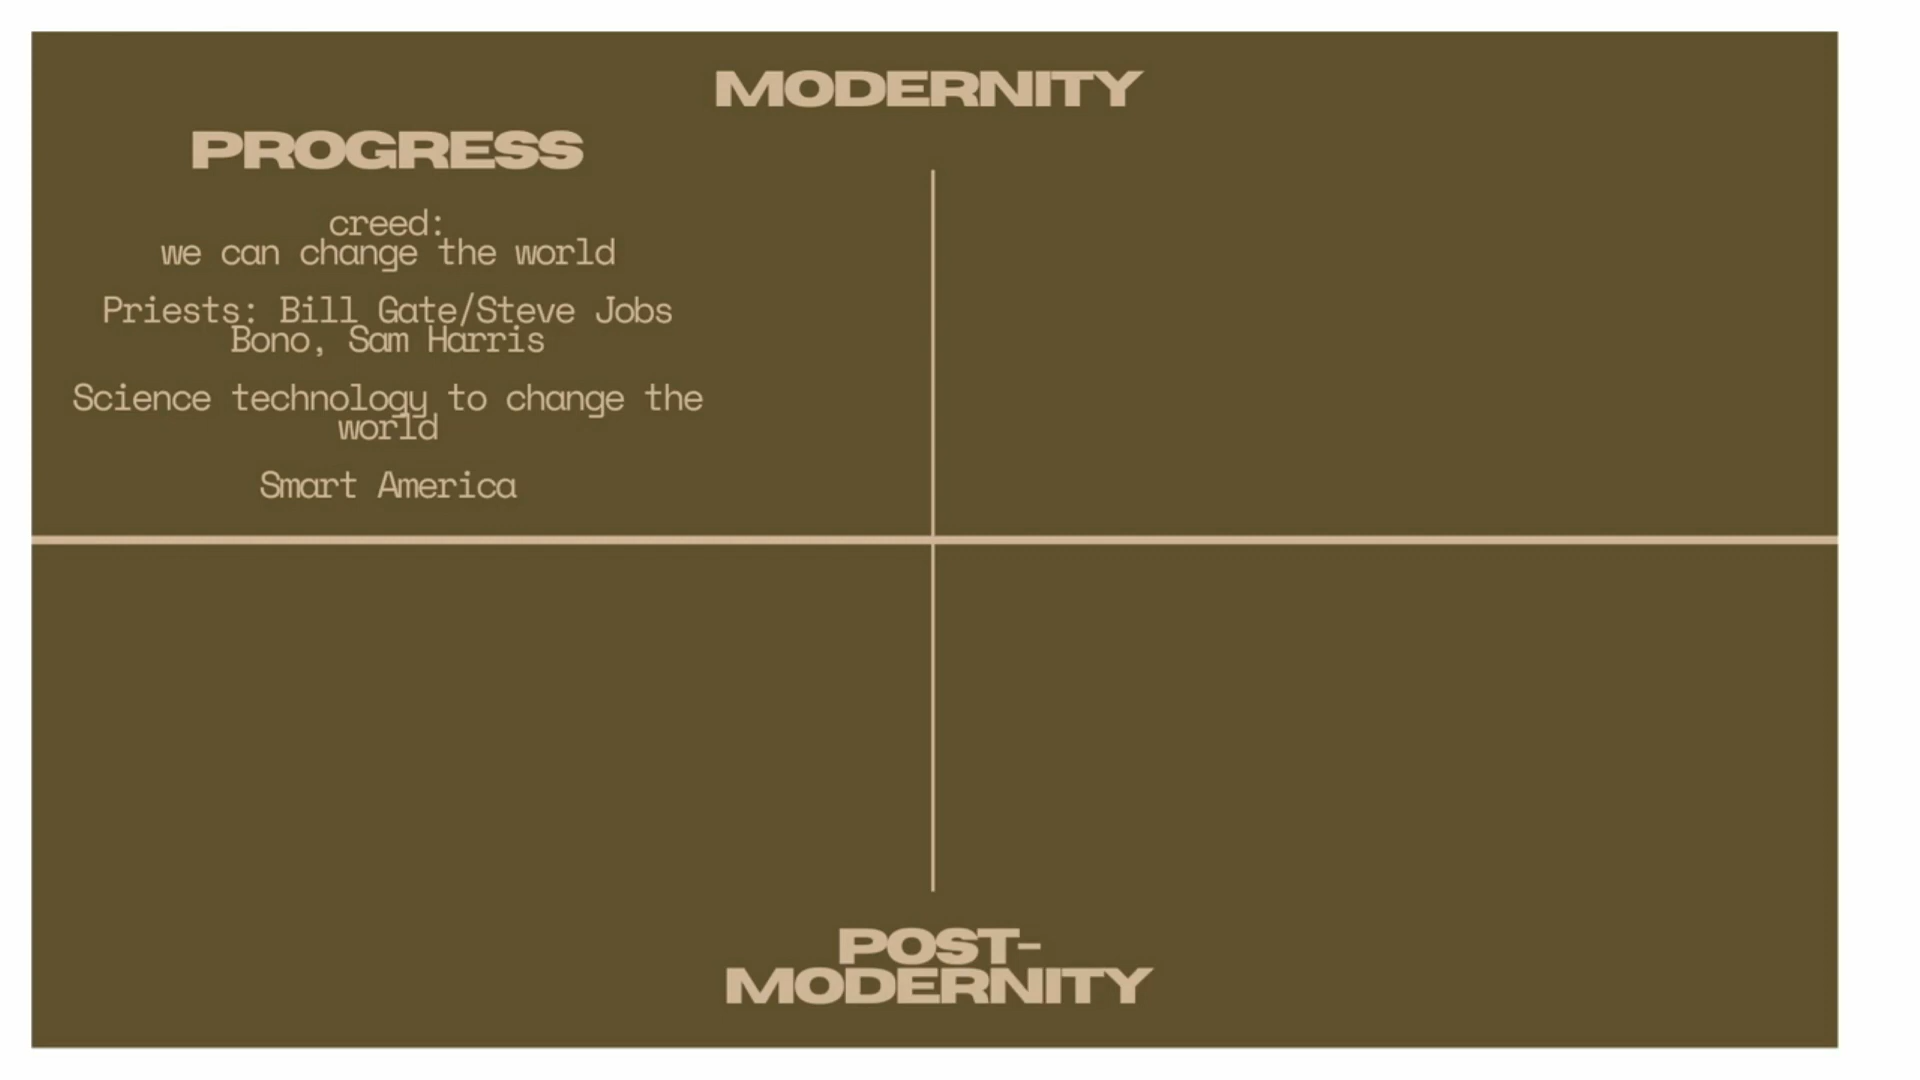 MODERNITY
PROGRESS
creed:
we can change the world
Priests: Bill Gate/Steve Jobs
Bono, Sam Harris
Science technology to change the
world
Smart America
POST-
MODERNITY